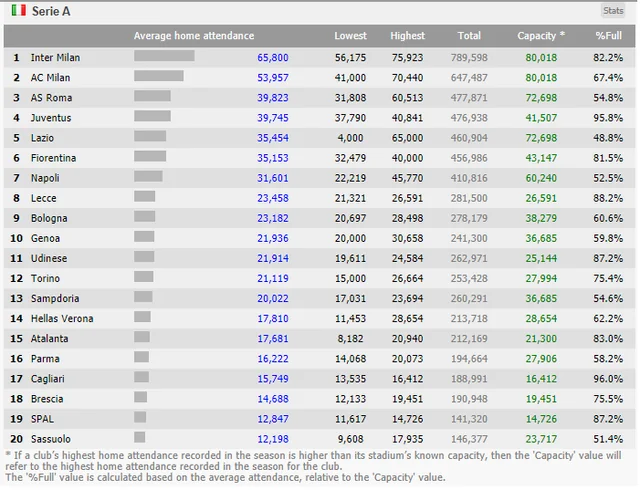 Serie A Stats
Average home attendance Lowest Highest Total Capacity * %Full
1 Inter Milan 65,800 56,175 75,923 789,598 80,018 82.2%
2 AC Milan 53,957 41,000 70,440 647,487 80,018 67.4%
3 AS Roma 39,823 31,808 60,513 477,871 72,698 54.8%
4 Juventus 39,745 37,790 40,841 476,938 41,507 95.8%
5 Lazio 35,454 4,000 65,000 460,904 72,698 48.8%
6 Fiorentina 35,153 32,479 40,000 456,986 43,147 81.5%
7 Napoli 31,601 22,219 45,770 410,816 60,240 52.5%
8 Lecce 23,458 21,321 26,591 281,500 26,591 88.2%
9 Bologna 23,182 20,697 28,498 278,179 38,279 60.6%
10 Genoa 21,936 20,000 30,658 241,300 36,685 59.8%
11 Udinese 21,914 19,611 24,584 262,971 25,144 87.2%
12 Torino 21,119 15,000 26,664 253,428 27,994 75.4%
13 Sampdoria 20,022 17,031 23,694 260,291 36,685 54.6%
14 Hellas Verona 17,810 11,453 28,654 213,718 28,654 62.2%
15 Atalanta 17,681 8,182 20,940 212,169 21,300 83.0%
16 Parma 16,222 14,068 20,073 194,664 27,906 58.2%
17 Cagliari 15,749 13,535 16,412 188,991 16,412 96.0%
18 Brescia 14,688 12,133 19,451 190,948 19,451 75.5%
19 SPAL 12,847 11,617 14,726 141,320 14,726 87.2%
20 Sassuolo 12,198 9,608 17,935 146,377 23,717 51.4%
* If a club's highest home attendance recorded in the season is higher than its stadium's known capacity, then the 'Capacity' value will
refer to the highest home attendance recorded in the season for the club.
The '%Full' value is calculated based on the average attendance, relative to the 'Capacity' value.